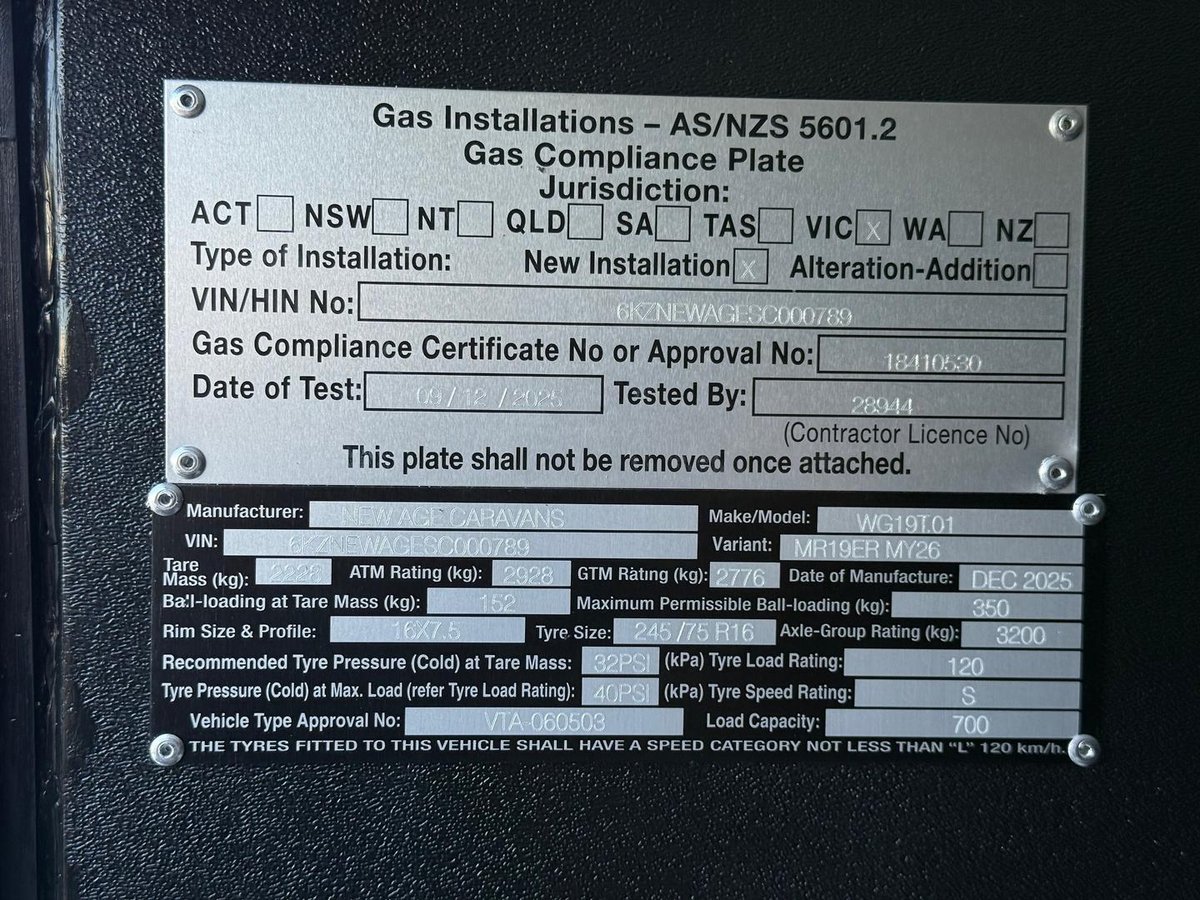 Gas Installations – AS/NZS 5601.2
Gas Compliance Plate
Jurisdiction:
ACT NSW NT QLD SA TAS VIC X WA NZ
Type of Installation: New Installation X Alteration-Addition
VIN/HIN No: 6KZNEWAGESC000789
Gas Compliance Certificate No or Approval No: 18410530
Date of Test: 09 / 12 / 2025 Tested By: 28944
(Contractor Licence No)
This plate shall not be removed once attached.
Manufacturer: NEW AGE CARAVANS Make/Model: WG19T.01
VIN: 6KZNEWAGESC000789 Variant: MR19ER MY26
Tare Mass (kg): 2228 ATM Rating (kg): 2928 GTM Rating (kg): 2776 Date of Manufacture: DEC 2025
Ball-loading at Tare Mass (kg): 152 Maximum Permissible Ball-loading (kg): 350
Rim Size & Profile: 16X7.5 Tyre Size: 245 /75 R16 Axle-Group Rating (kg): 3200
Recommended Tyre Pressure (Cold) at Tare Mass: 32PSI (kPa) Tyre Load Rating: 120
Tyre Pressure (Cold) at Max. Load (refer Tyre Load Rating): 40PSI (kPa) Tyre Speed Rating: S
Vehicle Type Approval No: VTA-060503 Load Capacity: 700
THE TYRES FITTED TO THIS VEHICLE SHALL HAVE A SPEED CATEGORY NOT LESS THAN “L” 120 km/h.